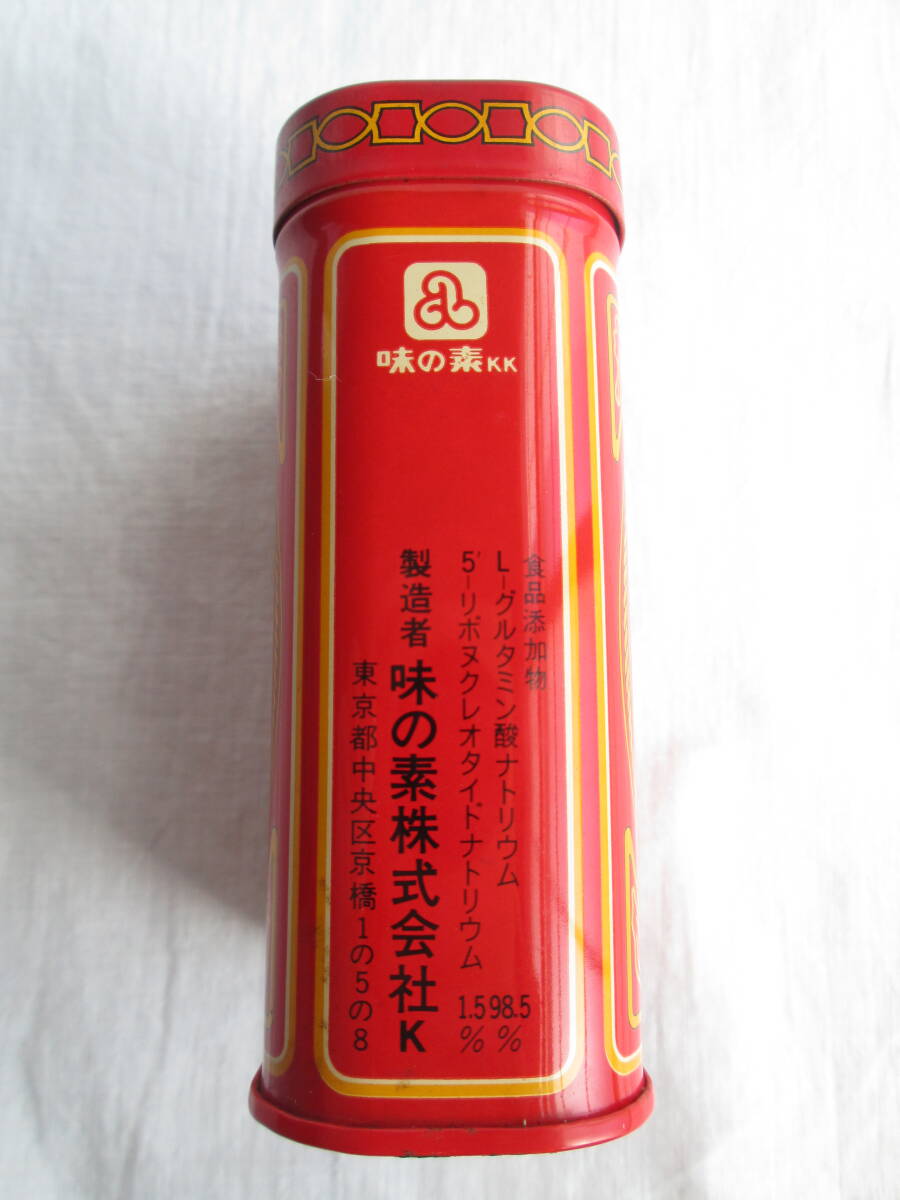 味の素KK
食品添加物
L-グルタミン酸ナトリウム 98.5%
5'-リボヌクレオタイドナトリウム 1.5%
製造者 味の素株式会社K
東京都中央区京橋1の5の8